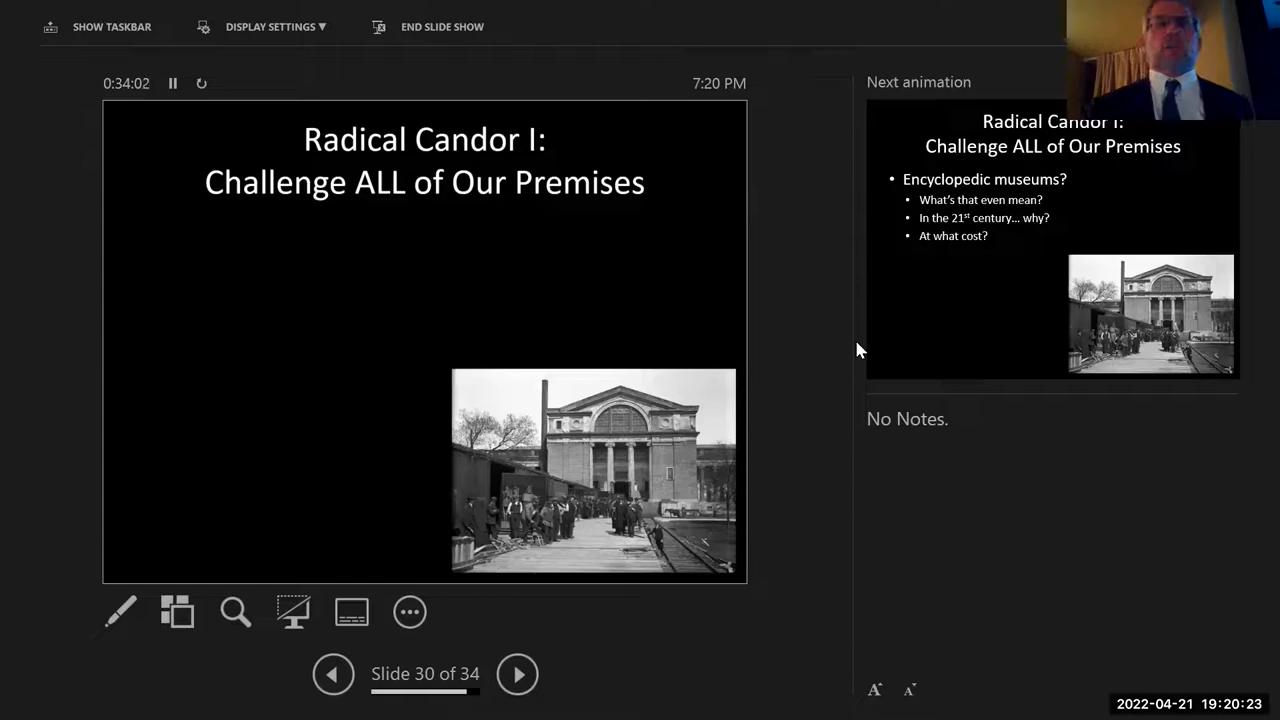 SHOW TASKBAR
DISPLAY SETTINGS ▼
END SLIDE SHOW
0:34:02
7:20 PM
Radical Candor I:
Challenge ALL of Our Premises
Slide 30 of 34
Next animation
Radical Candor I:
Challenge ALL of Our Premises
• Encyclopedic museums?
• What's that even mean?
• In the 21st century... why?
• At what cost?
No Notes.
A A
2022-04-21 19:20:23